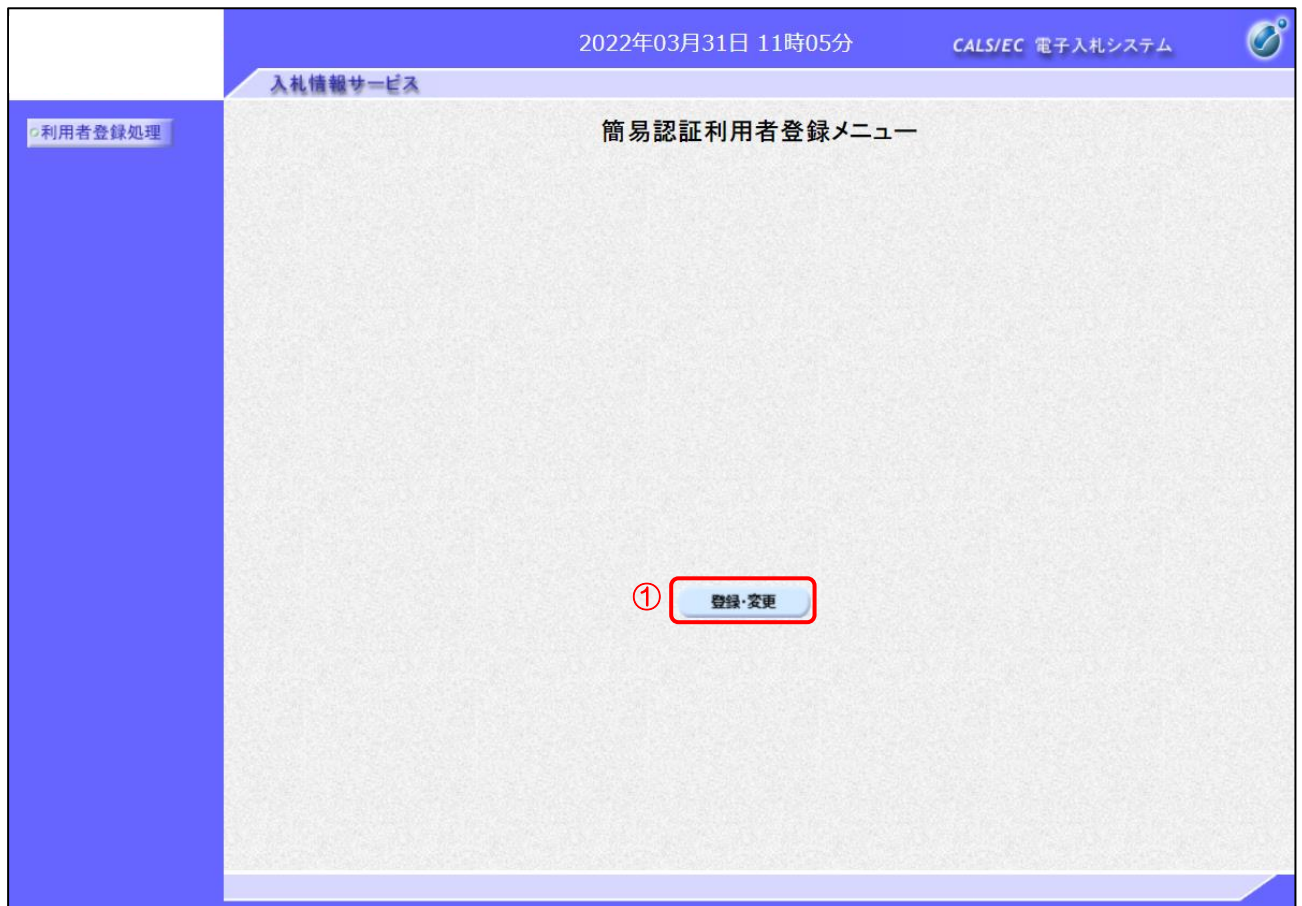 2022年03月31日 11時05分
CALS/EC 電子入札システム
入札情報サービス
利用者登録処理
簡易認証利用者登録メニュー
① 登録・変更